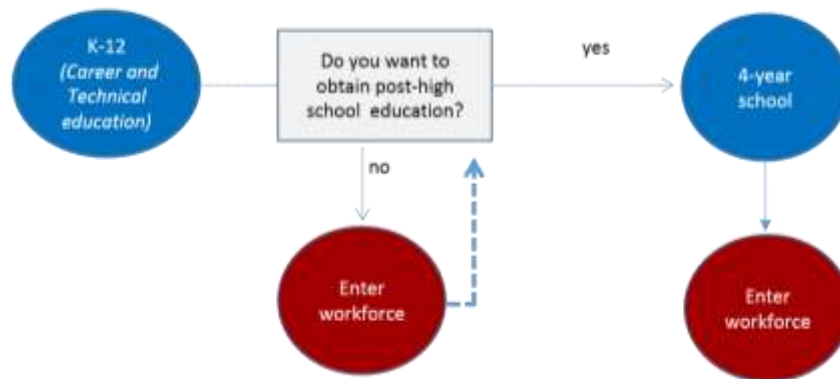 K-12
(Career and
Technical
education)
Do you want to
obtain post-high
school education?
yes
4-year
school
no
Enter
workforce
Enter
workforce